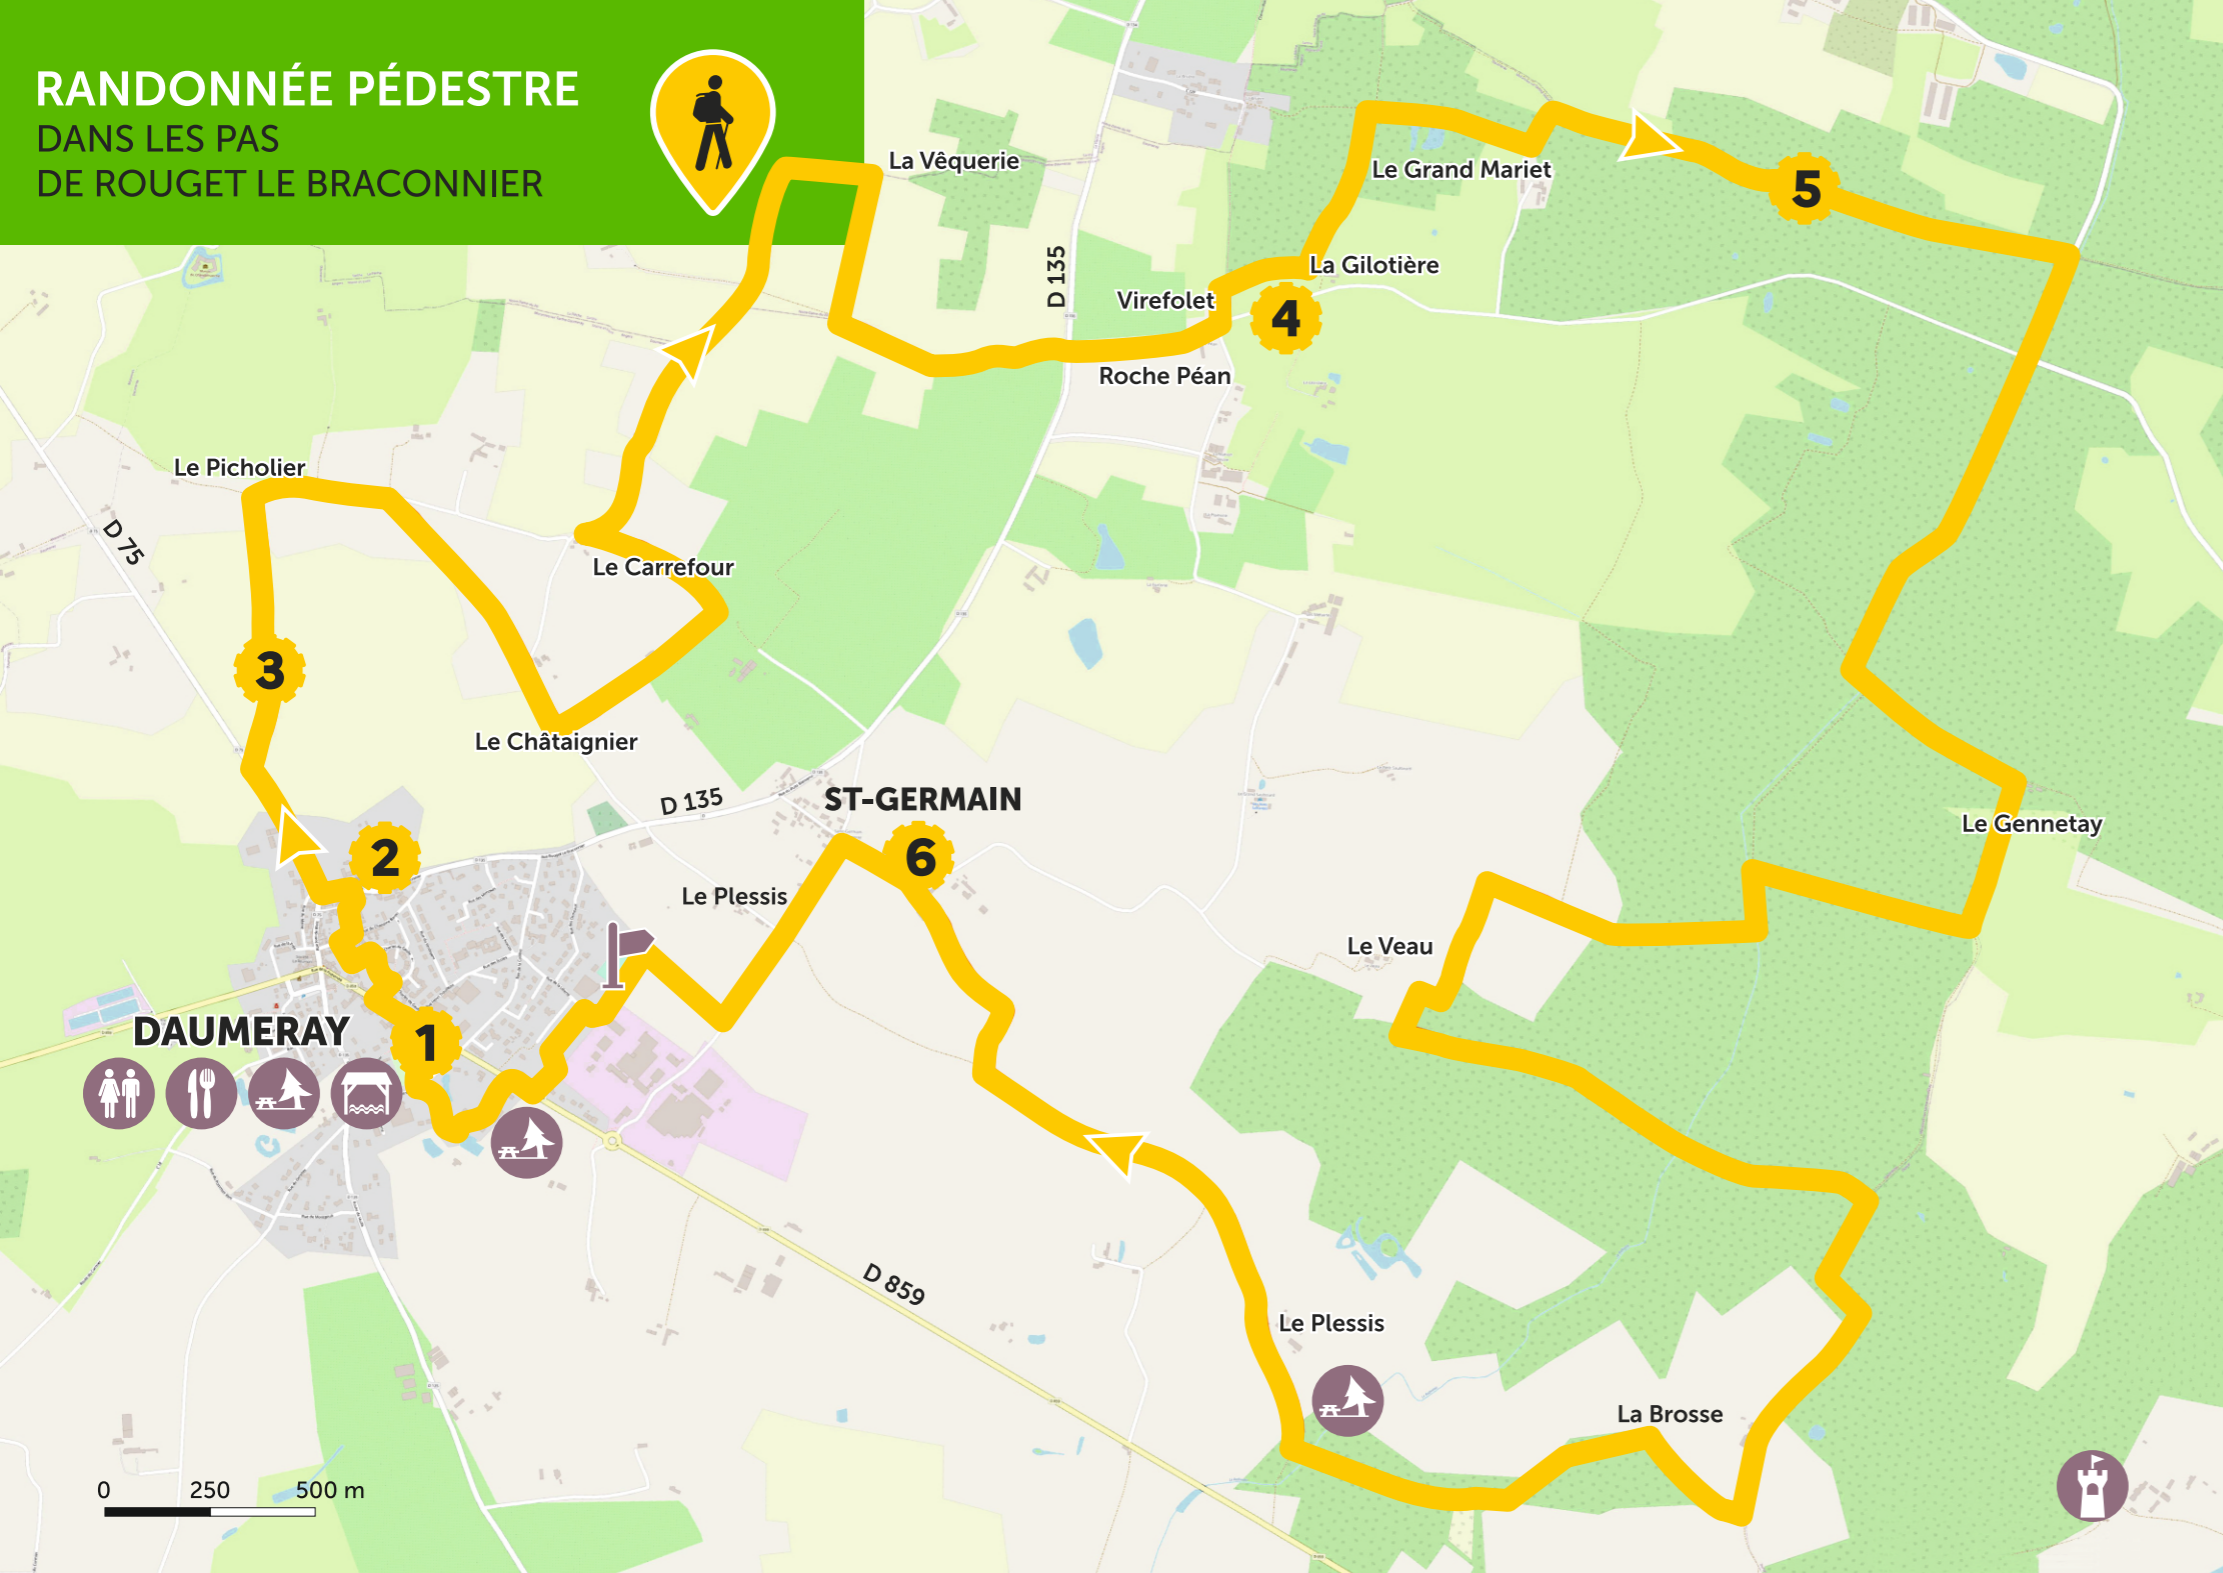 RANDONNÉE PÉDESTRE
DANS LES PAS
DE ROUGET LE BRACONNIER
La Vêquerie
Le Grand Mariet
5
D 135
La Gilotière
Virefolet
4
Roche Péan
Le Picholier
D 75
Le Carrefour
3
Le Châtaignier
D 135
ST-GERMAIN
Le Gennetay
2
6
Le Plessis
Le Veau
DAUMERAY
1
D 859
Le Plessis
La Brosse
0 250 500 m